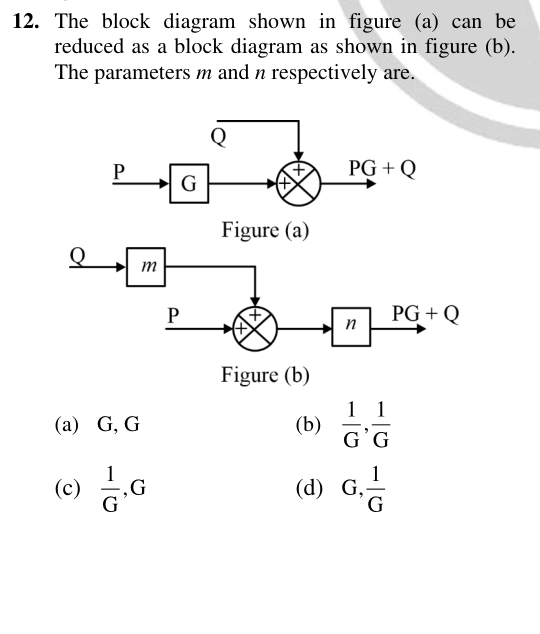 12. The block diagram shown in figure (a) can be
reduced as a block diagram as shown in figure (b).
The parameters m and n respectively are.
Q
P
G
+
+
PG + Q
Figure (a)
Q
m
P
+
+
n
PG + Q
Figure (b)
(a) G, G
(b) 1/G, 1/G
(c) 1/G, G
(d) G, 1/G